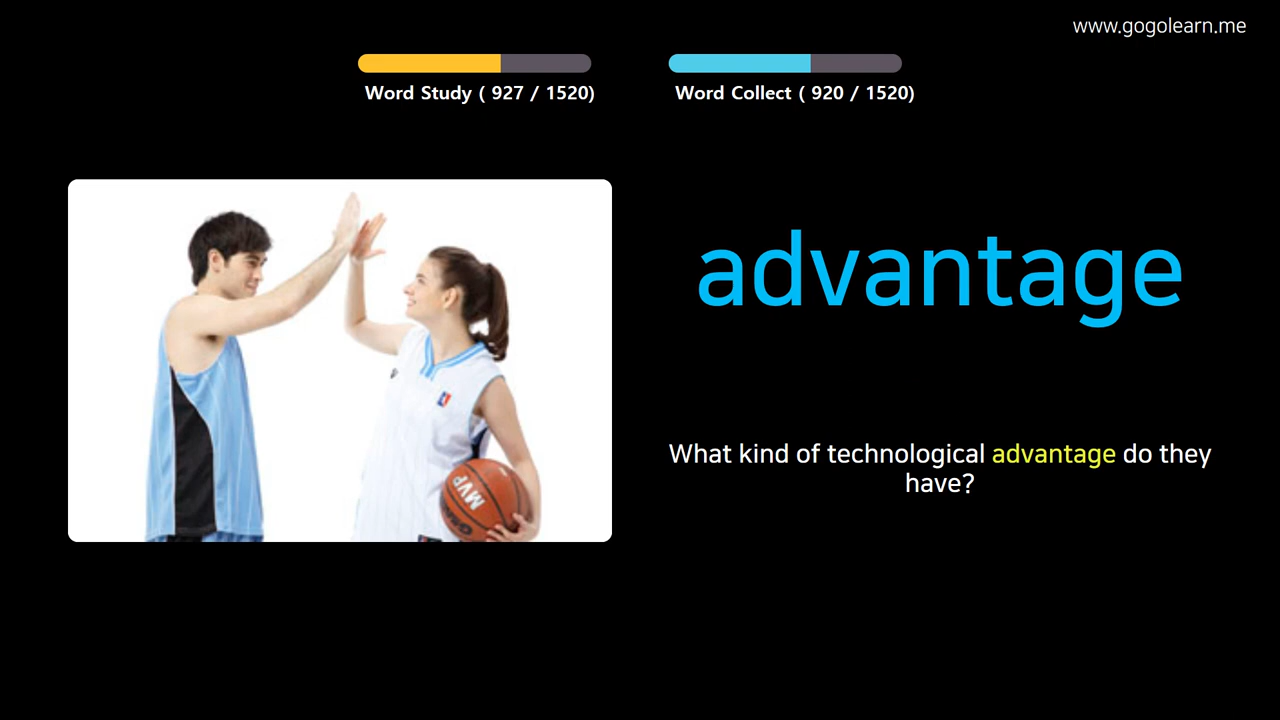 www.gogolearn.me
Word Study ( 927 / 1520)
Word Collect ( 920 / 1520)
advantage
What kind of technological advantage do they
have?
MVP